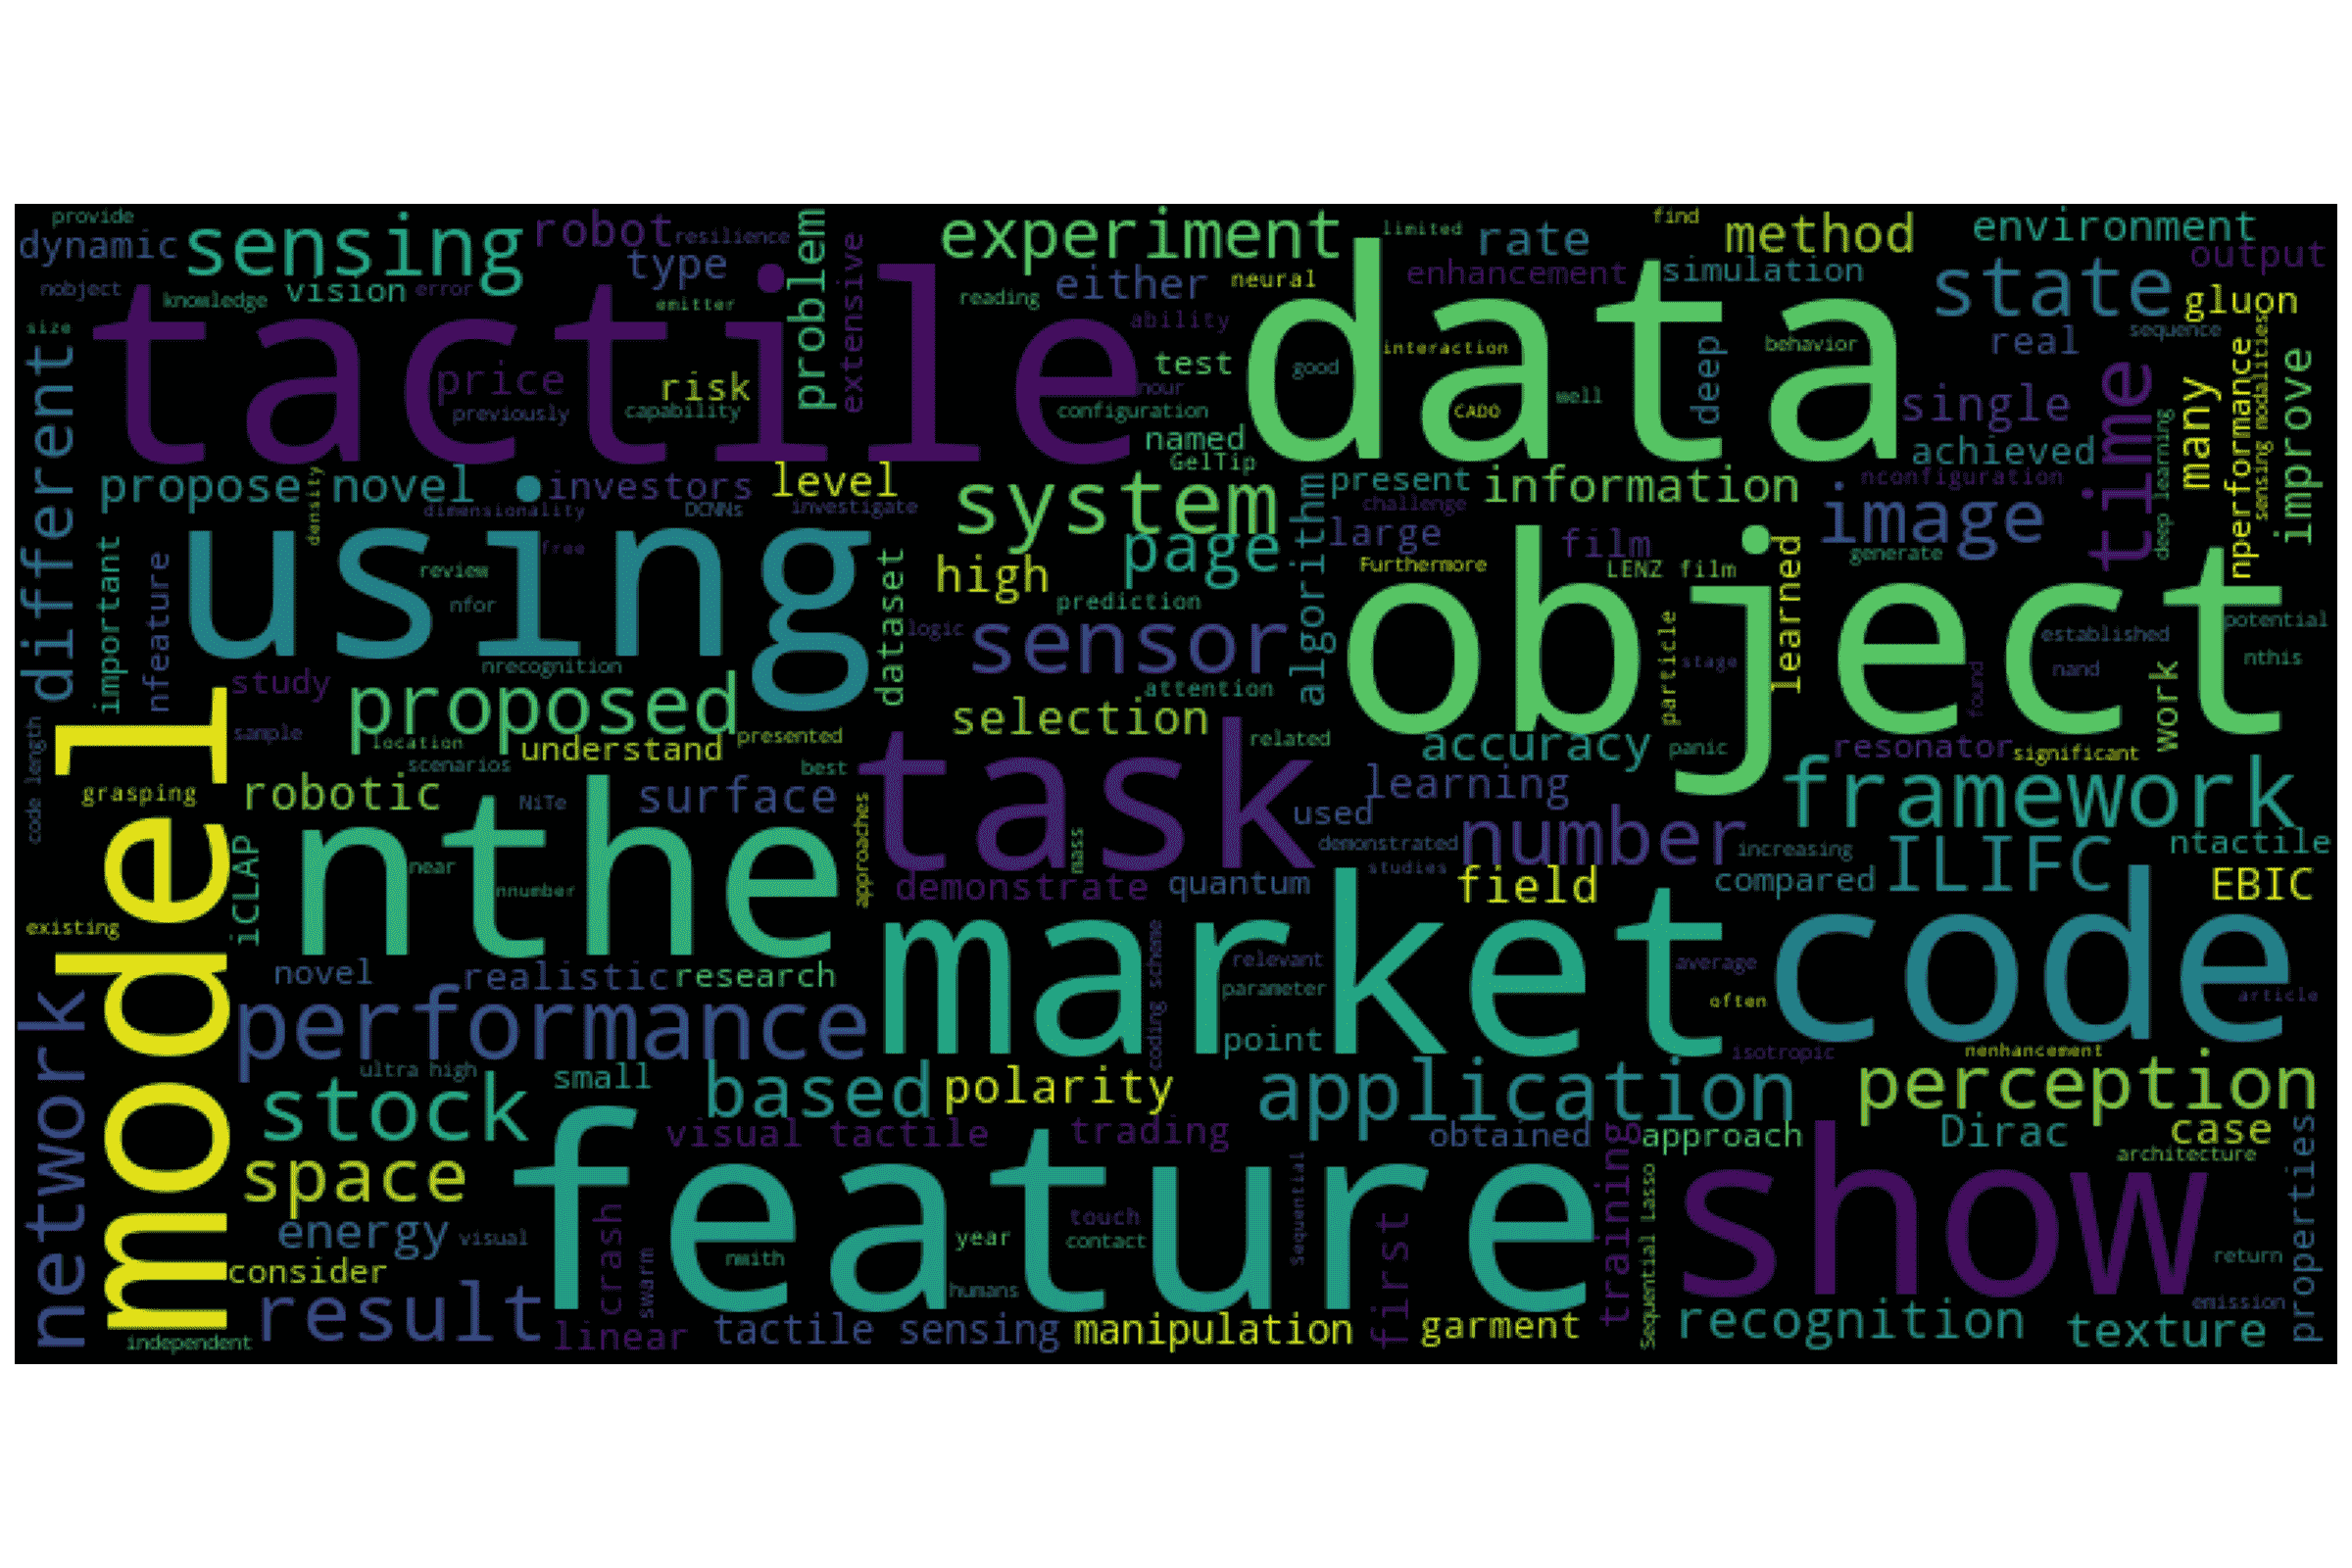 provide
dynamic
sensing
robot
resilience
type
problem
extensive
experiment
limited
rate
find
method
environment
output
nobject
knowledge
vision
error
emitter
reading
either
neural
enhancement
simulation
state
gluon
size
tactile
data
ability
interaction
behavior
real
sequence
different
price
risk
test
nour
good
deep
time
many
nperformance
sensing modalities
improve
previously
capability
configuration
CADO
well
single
named
GelTip
achieved
deep learning
propose novel
investors
level
system
present
information
nconfiguration
density
dimensionality
DCNNs
investigate
challenge
image
important
nfeature
using
free
review
nfor
nrecognition
dataset
high
page
algorithm
large
film
Furthermore
LENZ film
learned
generate
prediction
logic
sensor
object
particle
stage
established
potential
found
nand
nthis
work
study
proposed
attention
selection
code length
sample
location
understand
presented
related
accuracy
panic
resonator
significant
model
scenarios
best
task
grasping
robotic
NiTe
surface
learning
framework
used
number
iCLAP
nthe
near
nnumber
approaches
mass
demonstrated
increasing
ntactile
studies
ILIFC
demonstrate
quantum
field
compared
EBIC
existing
market
code
novel
realistic
research
coding scheme
relevant
average
network
parameter
often
article
performance
point
isotropic
nenhancement
ultra high
small
stock
based
polarity
application
perception
visual tactile
trading
obtained
approach
Dirac
case
architecture
properties
space
feature
Sequential
training
Sequential Lasso
show
energy
visual
crash
touch
year
contact
first
return
consider
nwith
swarm
humans
emission
result
independent
linear
tactile sensing
manipulation
garment
recognition
texture